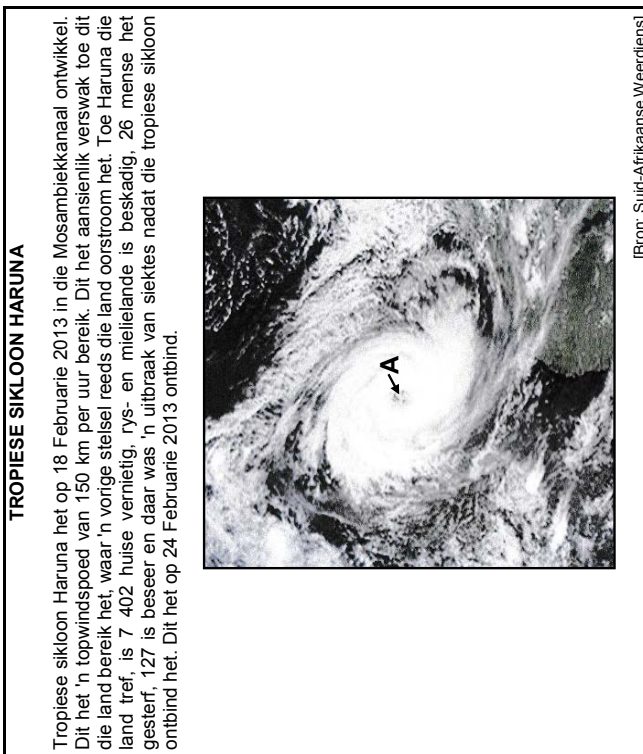 TROPIESE SIKLOON HARUNA
Tropiese sikloon Haruna het op 18 Februarie 2013 in die Mosambiekkanaal ontwikkel.
Dit het 'n topwindspoed van 150 km per uur bereik. Dit het aansienlik verswak toe dit
die land bereik het, waar 'n vorige stelsel reeds die land oorstroom het. Toe Haruna die
land tref, is 7 402 huise vernietig, rys- en mielielande is beskadig, 26 mense het
gesterf, 127 is beseer en daar was 'n uitbraak van siektes nadat die tropiese sikloon
ontbind het. Dit het op 24 Februarie 2013 ontbind.
A
[Bron: Suid-Afrikaanse Weerdiens]